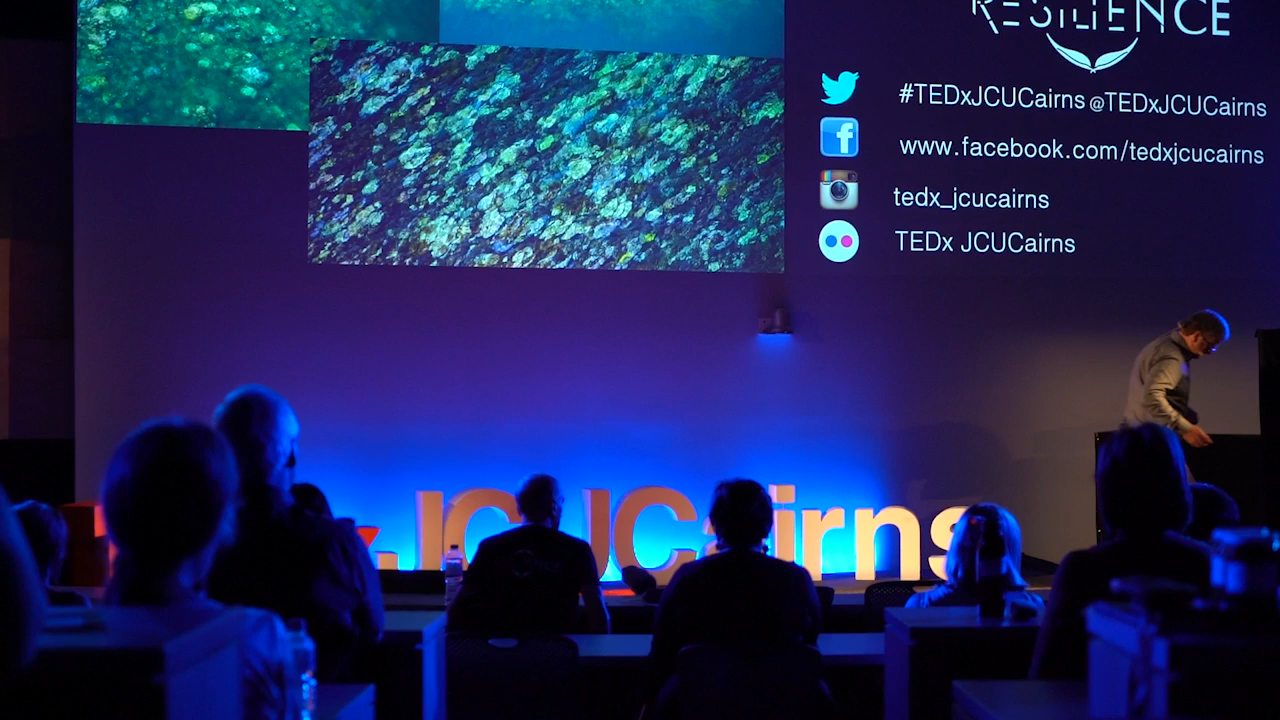 RESILIENCE
#TEDxJCUCairns @TEDxJCUCairns
www.facebook.com/tedxjcucairns
tedx_jcucairns
TEDx JCUCairns
x JCUCairns